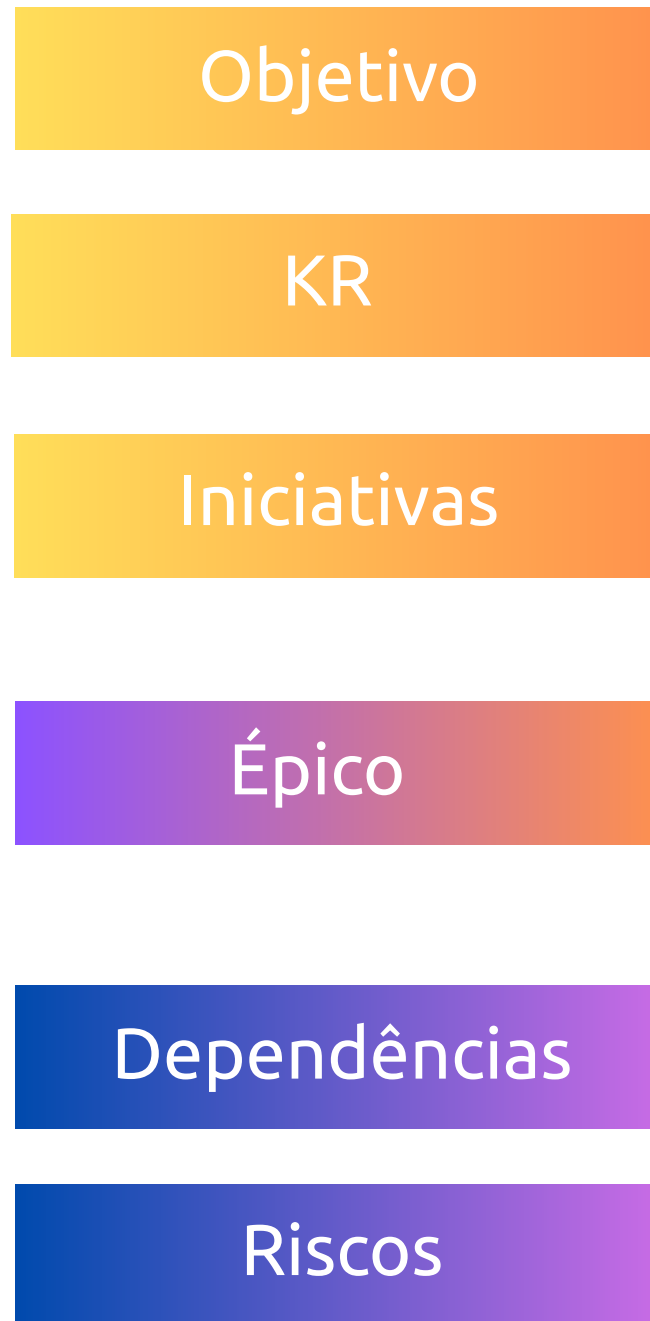 Objetivo
KR
Iniciativas
Épico
Dependências
Riscos